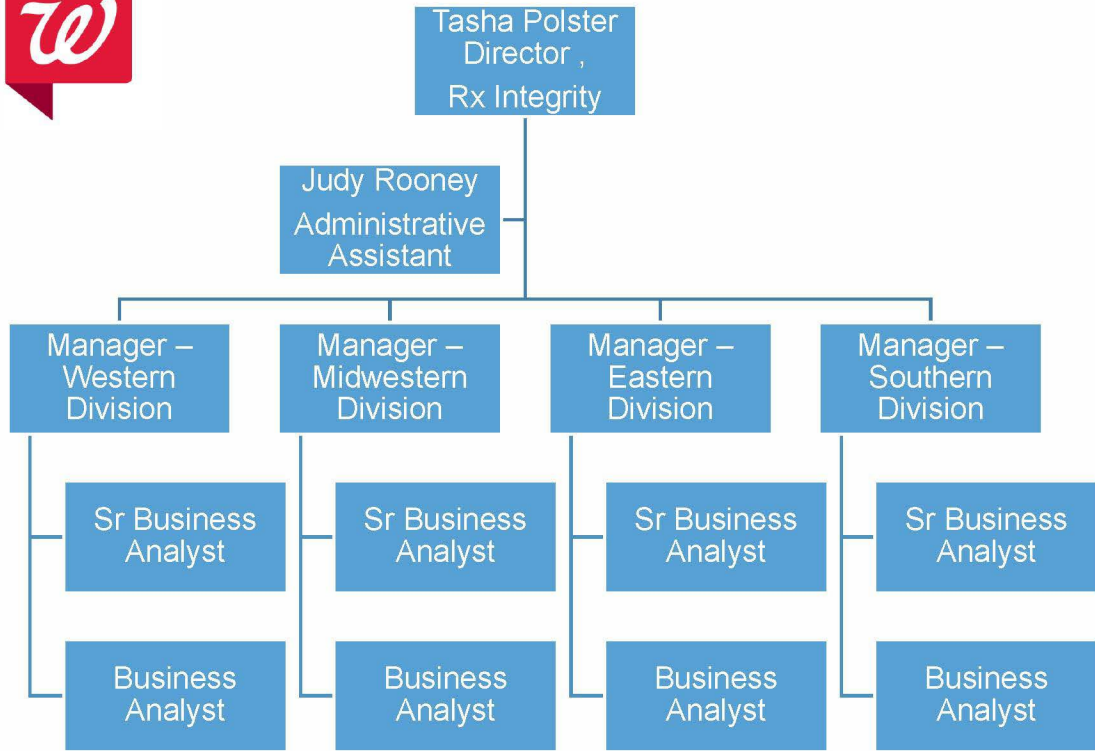 Tasha Polster
Director ,
Rx Integrity
Judy Rooney
Administrative
Assistant
Manager –
Western
Division
Manager –
Midwestern
Division
Manager –
Eastern
Division
Manager –
Southern
Division
Sr Business
Analyst
Sr Business
Analyst
Sr Business
Analyst
Sr Business
Analyst
Business
Analyst
Business
Analyst
Business
Analyst
Business
Analyst